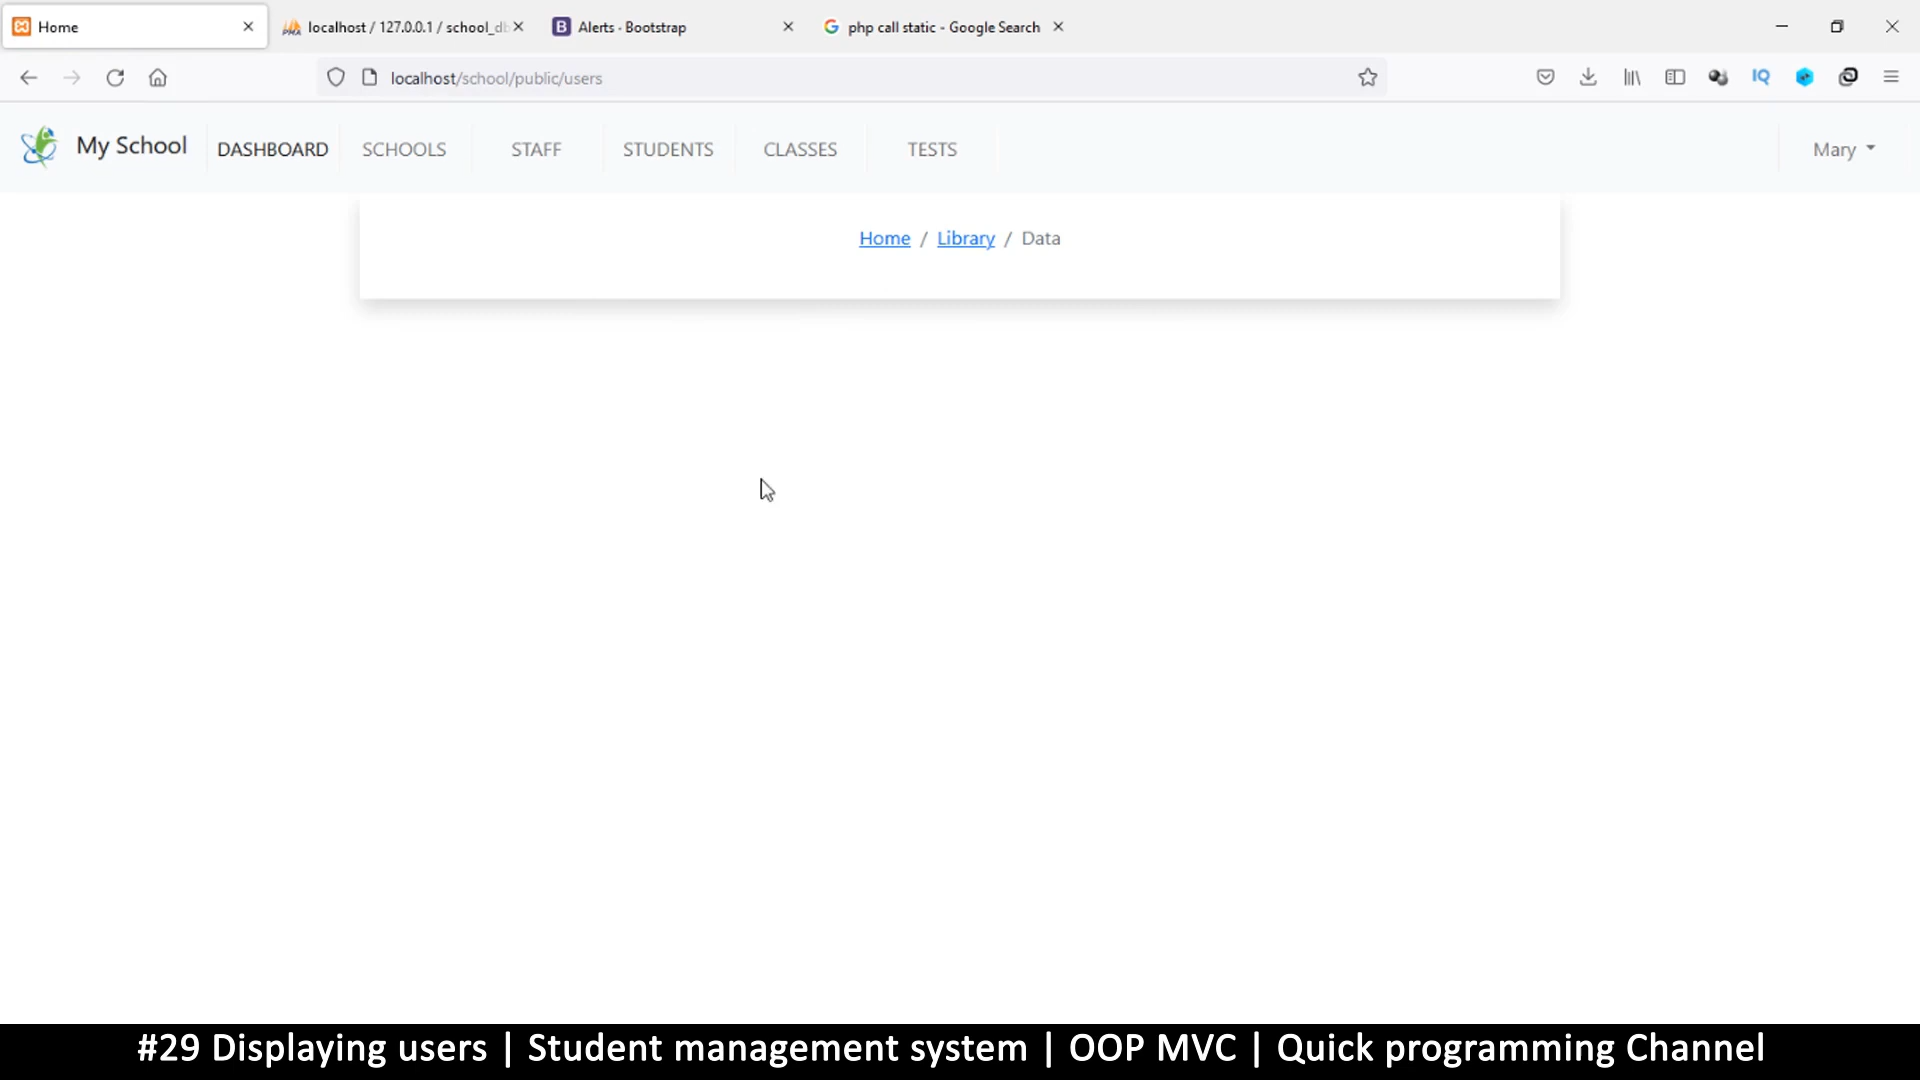 Home
localhost / 127.0.0.1 / school_db
Alerts · Bootstrap
php call static - Google Search
localhost/school/public/users
IQ
My School
DASHBOARD
SCHOOLS
STAFF
STUDENTS
CLASSES
TESTS
Mary
Home / Library / Data
#29 Displaying users | Student management system | OOP MVC | Quick programming Channel